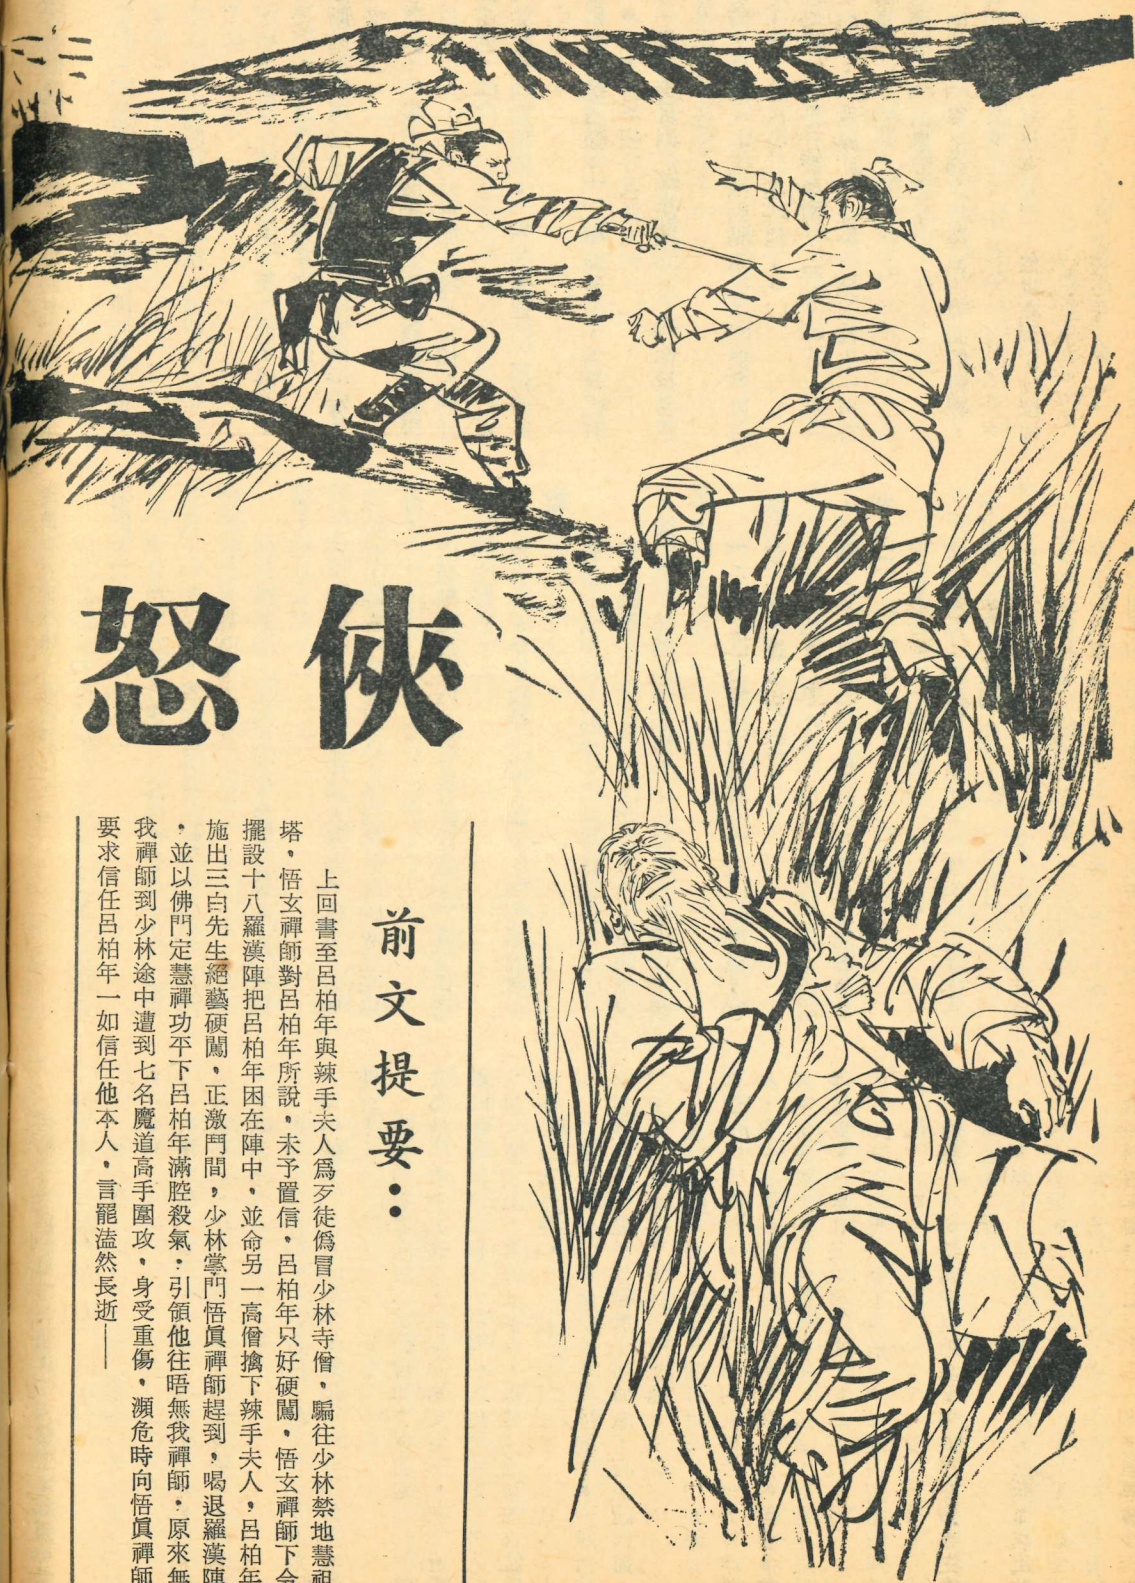 俠怒
前文提要：
上回書至呂柏年與辣手夫人爲歹徒僞冒少林寺僧，騙往少林禁地慧祖
塔，悟玄禪師對呂柏年所說，未予置信，呂柏年只好硬闖，悟玄禪師下令
擺設十八羅漢陣把呂柏年困在陣中，並命另一高僧擒下辣手夫人，呂柏年
施出三白先生絕藝硬闖，正激鬥間，少林掌門悟眞禪師趕到，喝退羅漢陣
，並以佛門定慧禪功平下呂柏年滿腔殺氣，引領他往晤無我禪師，原來無
我禪師到少林途中遭到七名魔道高手圍攻，身受重傷，瀕危時向悟眞禪師
要求信任呂柏年一如信任他本人，言罷溘然長逝——